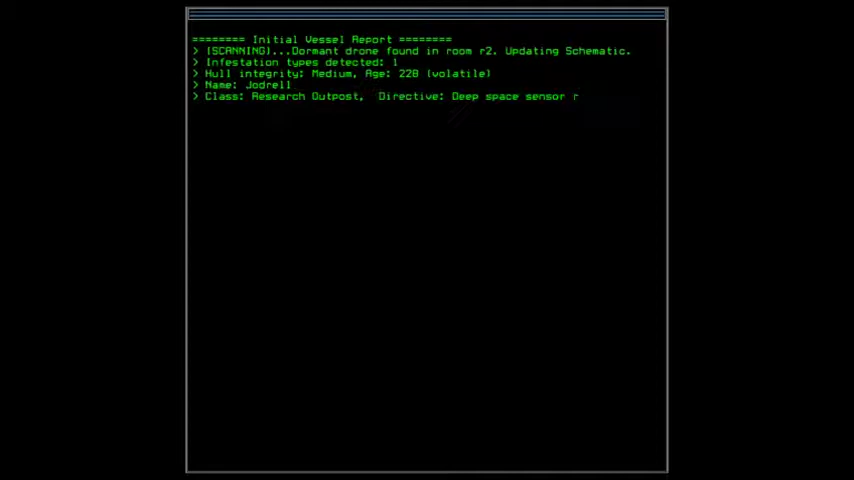 ======== Initial Vessel Report ========
> [SCANNING]...Dormant drone found in room r2. Updating Schematic.
> Infestation types detected: 1
> Hull integrity: Medium, Age: 228 (volatile)
> Name: Jodrell
> Class: Research Outpost,  Directive: Deep space sensor r